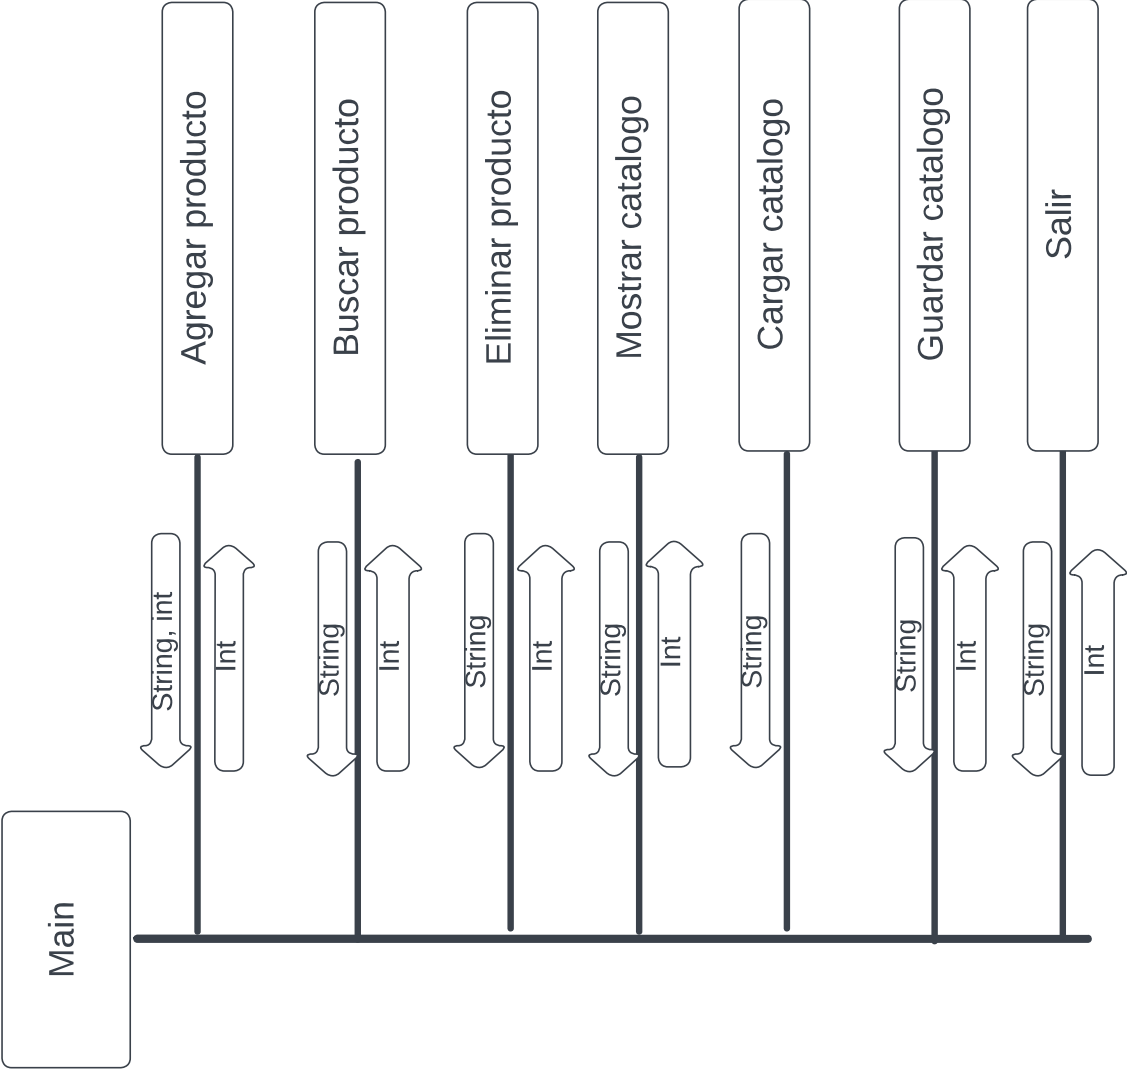 Main
Agregar producto
String, int
Int
Buscar producto
String
Int
Eliminar producto
String
Int
Mostrar catalogo
String
Int
Cargar catalogo
String
Guardar catalogo
String
Int
Salir
String
Int